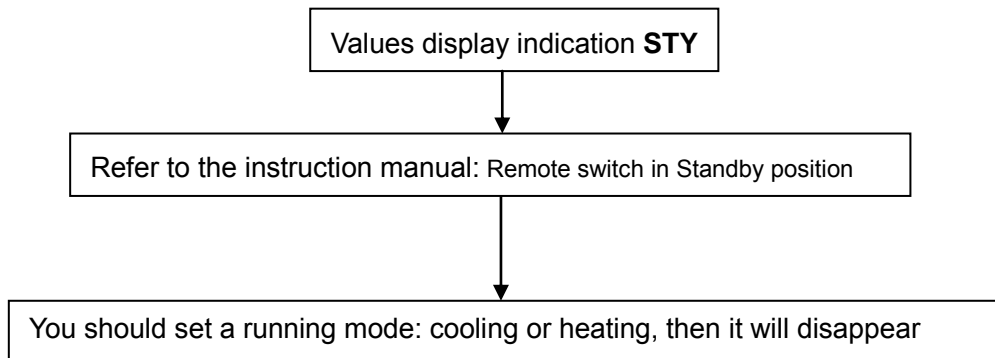 Values display indication STY
Refer to the instruction manual: Remote switch in Standby position
You should set a running mode: cooling or heating, then it will disappear